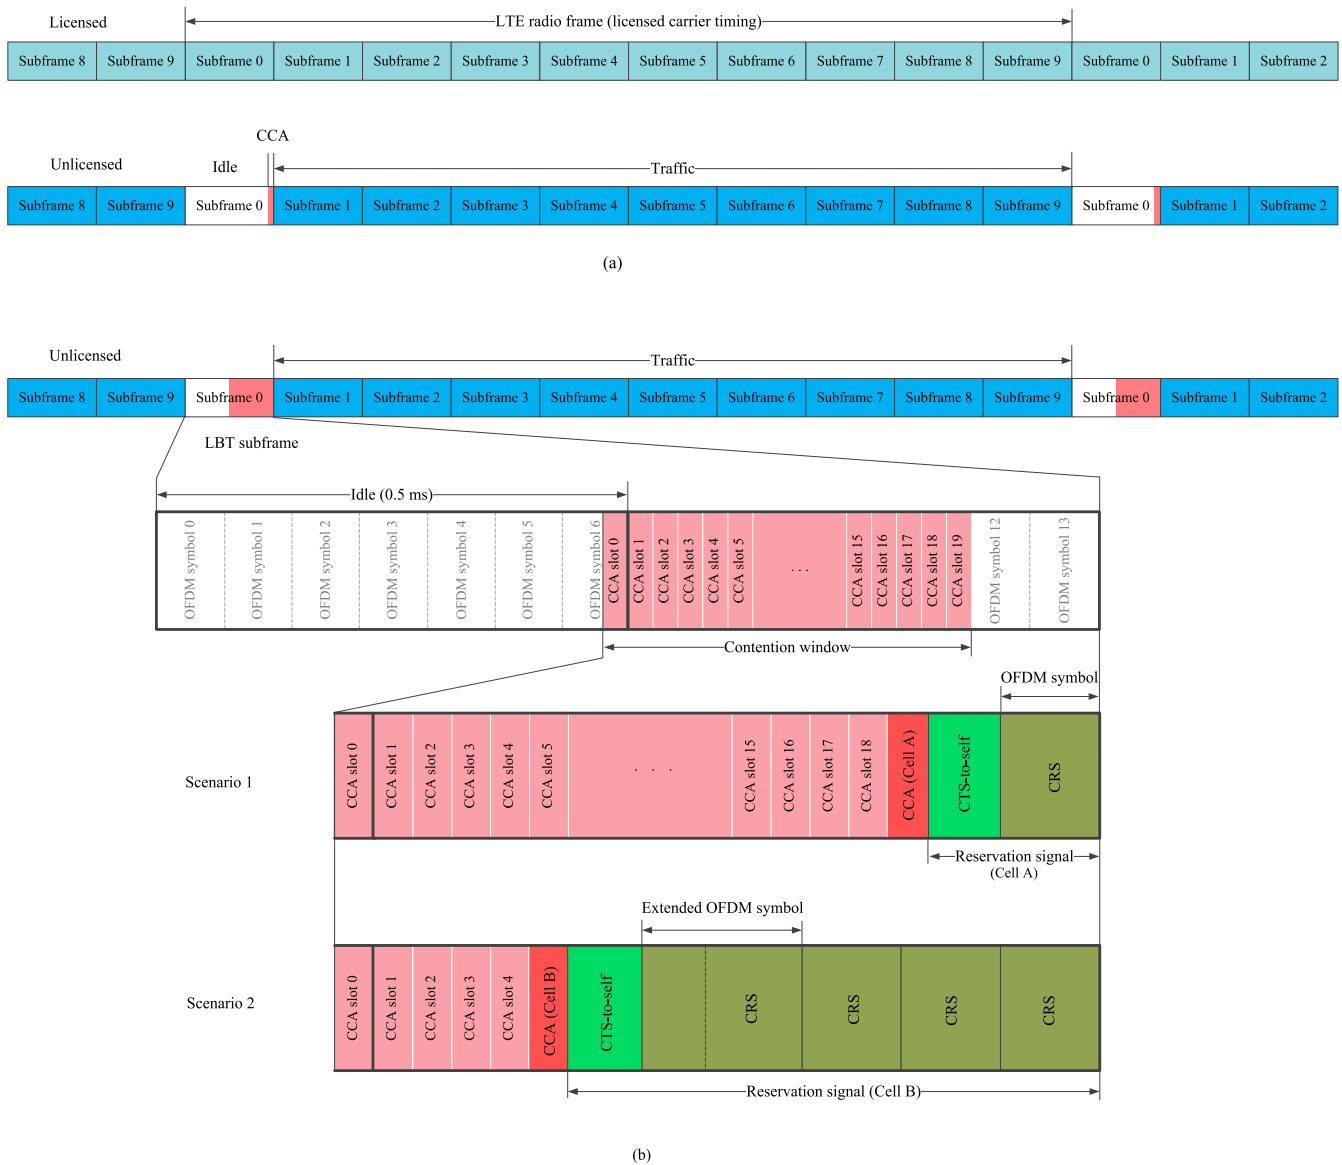 Licensed
LTE radio frame (licensed carrier timing)
Subframe 8 Subframe 9 Subframe 0 Subframe 1 Subframe 2 Subframe 3 Subframe 4 Subframe 5 Subframe 6 Subframe 7 Subframe 8 Subframe 9 Subframe 0 Subframe 1 Subframe 2
CCA
Unlicensed Idle Traffic
Subframe 8 Subframe 9 Subframe 0 Subframe 1 Subframe 2 Subframe 3 Subframe 4 Subframe 5 Subframe 6 Subframe 7 Subframe 8 Subframe 9 Subframe 0 Subframe 1 Subframe 2
(a)
Unlicensed Traffic
Subframe 8 Subframe 9 Subframe 0 Subframe 1 Subframe 2 Subframe 3 Subframe 4 Subframe 5 Subframe 6 Subframe 7 Subframe 8 Subframe 9 Subframe 0 Subframe 1 Subframe 2
LBT subframe
Idle (0.5 ms)
OFDM symbol 0
OFDM symbol 1
OFDM symbol 2
OFDM symbol 3
OFDM symbol 4
OFDM symbol 5
OFDM symbol 6
CCA slot 0
CCA slot 1
CCA slot 2
CCA slot 3
CCA slot 4
CCA slot 5
. . .
CCA slot 15
CCA slot 16
CCA slot 17
CCA slot 18
CCA slot 19
OFDM symbol 12
OFDM symbol 13
Contention window
OFDM symbol
Scenario 1
CCA slot 0
CCA slot 1
CCA slot 2
CCA slot 3
CCA slot 4
CCA slot 5
. . .
CCA slot 15
CCA slot 16
CCA slot 17
CCA slot 18
CCA (Cell A)
CTS-to-self
CRS
Reservation signal
(Cell A)
Extended OFDM symbol
Scenario 2
CCA slot 0
CCA slot 1
CCA slot 2
CCA slot 3
CCA slot 4
CCA (Cell B)
CTS-to-self
CRS
CRS
CRS
CRS
Reservation signal (Cell B)
(b)